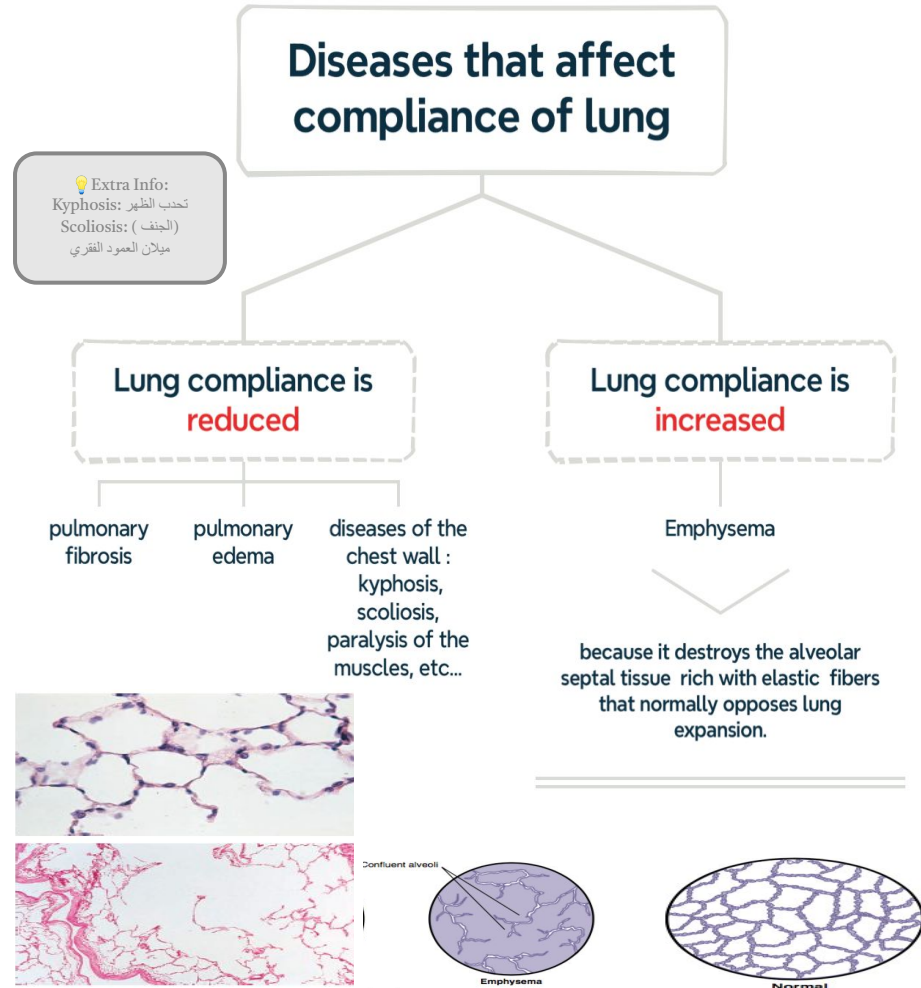 Diseases that affect
compliance of lung
💡Extra Info:
Kyphosis: تحدب الظهر
Scoliosis: ( الجنف)
ميلان العمود الفقري
Lung compliance is
reduced
Lung compliance is
increased
pulmonary
fibrosis
pulmonary
edema
diseases of the
chest wall :
kyphosis,
scoliosis,
paralysis of the
muscles, etc...
Emphysema
because it destroys the alveolar
septal tissue rich with elastic fibers
that normally opposes lung
expansion.
Confluent alveoli
Emphysema
Normal